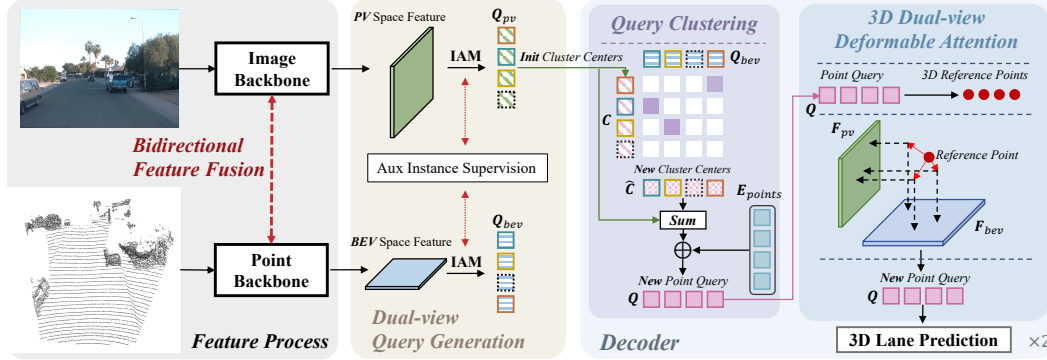 Image
Backbone
Bidirectional
Feature Fusion
Point
Backbone
Feature Process
PV Space Feature
Q_pv
IAM
Init Cluster Centers
Aux Instance Supervision
Q_bev
BEV Space Feature
IAM
Dual-view
Query Generation
Query Clustering
Q_bev
C
New Cluster Centers
Ĉ
E_points
Sum
New Point Query
Q
Decoder
3D Dual-view
Deformable Attention
Point Query
3D Reference Points
Q
F_pv
Reference Point
F_bev
New Point Query
Q
3D Lane Prediction